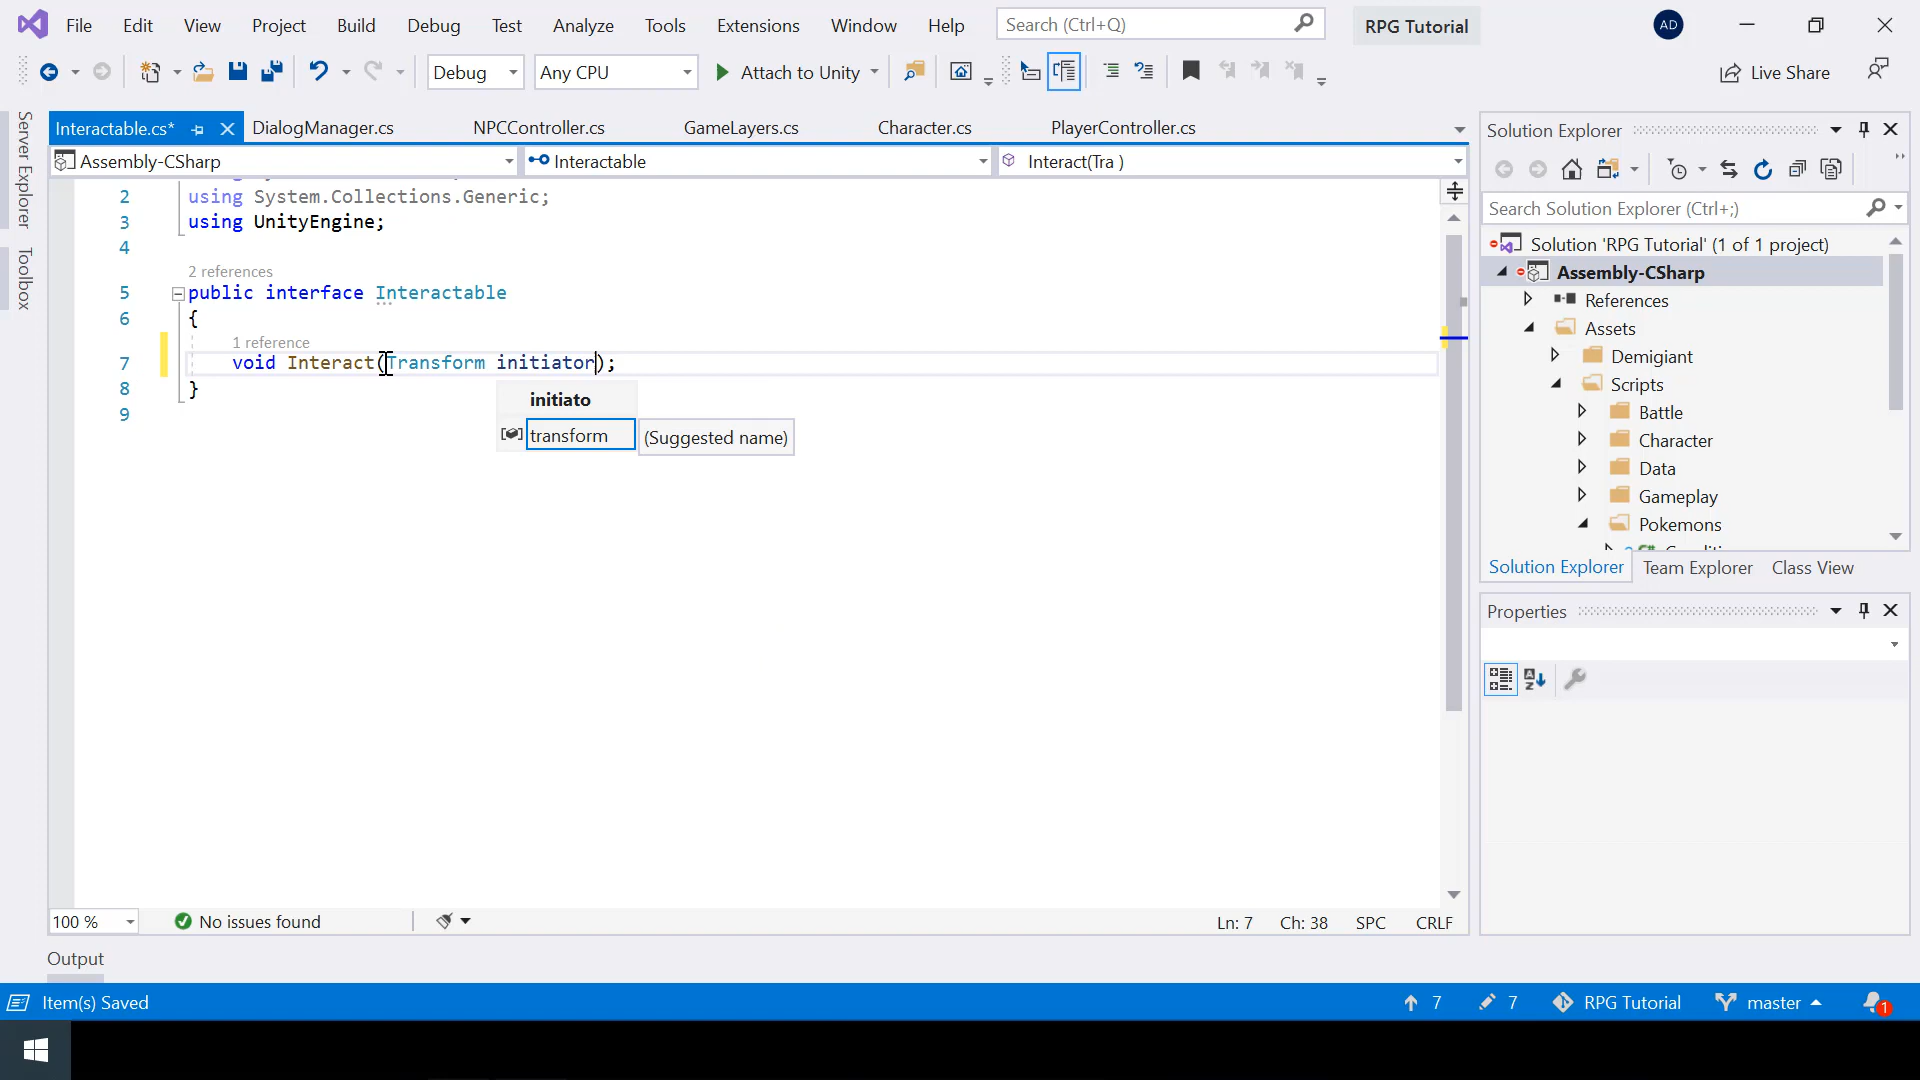 File Edit View Project Build Debug Test Analyze Tools Extensions Window Help Search (Ctrl+Q) RPG Tutorial AD
Debug Any CPU Attach to Unity Live Share
Server Explorer
Toolbox
Interactable.cs* DialogManager.cs NPCController.cs GameLayers.cs Character.cs PlayerController.cs
Assembly-CSharp Interactable Interact(Tra )
2 using System.Collections.Generic;
3 using UnityEngine;
4
2 references
5 public interface Interactable
6 {
1 reference
7 void Interact(Transform initiator);
8 }
9
initiato
transform (Suggested name)
100 % No issues found Ln: 7 Ch: 38 SPC CRLF
Solution Explorer
Search Solution Explorer (Ctrl+;)
Solution 'RPG Tutorial' (1 of 1 project)
Assembly-CSharp
References
Assets
Demigiant
Scripts
Battle
Character
Data
Gameplay
Pokemons
Solution Explorer Team Explorer Class View
Properties
Output
Item(s) Saved 7 7 RPG Tutorial master 1